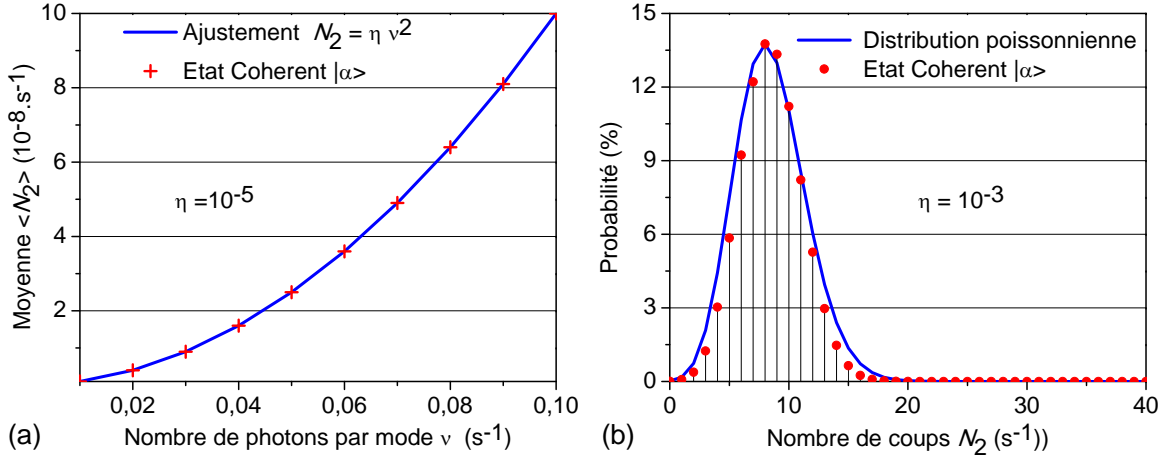 Ajustement N2 = η ν2
Etat Coherent |α>
η =10-5
Moyenne <N2> (10-8.s-1)
10
8
6
4
2
0,02 0,04 0,06 0,08 0,10
Nombre de photons par mode ν (s-1)
(a)
Distribution poissonnienne
Etat Coherent |α>
η = 10-3
Probabilité (%)
15
12
9
6
3
0
0 10 20 30 40
Nombre de coups N2 (s-1))
(b)